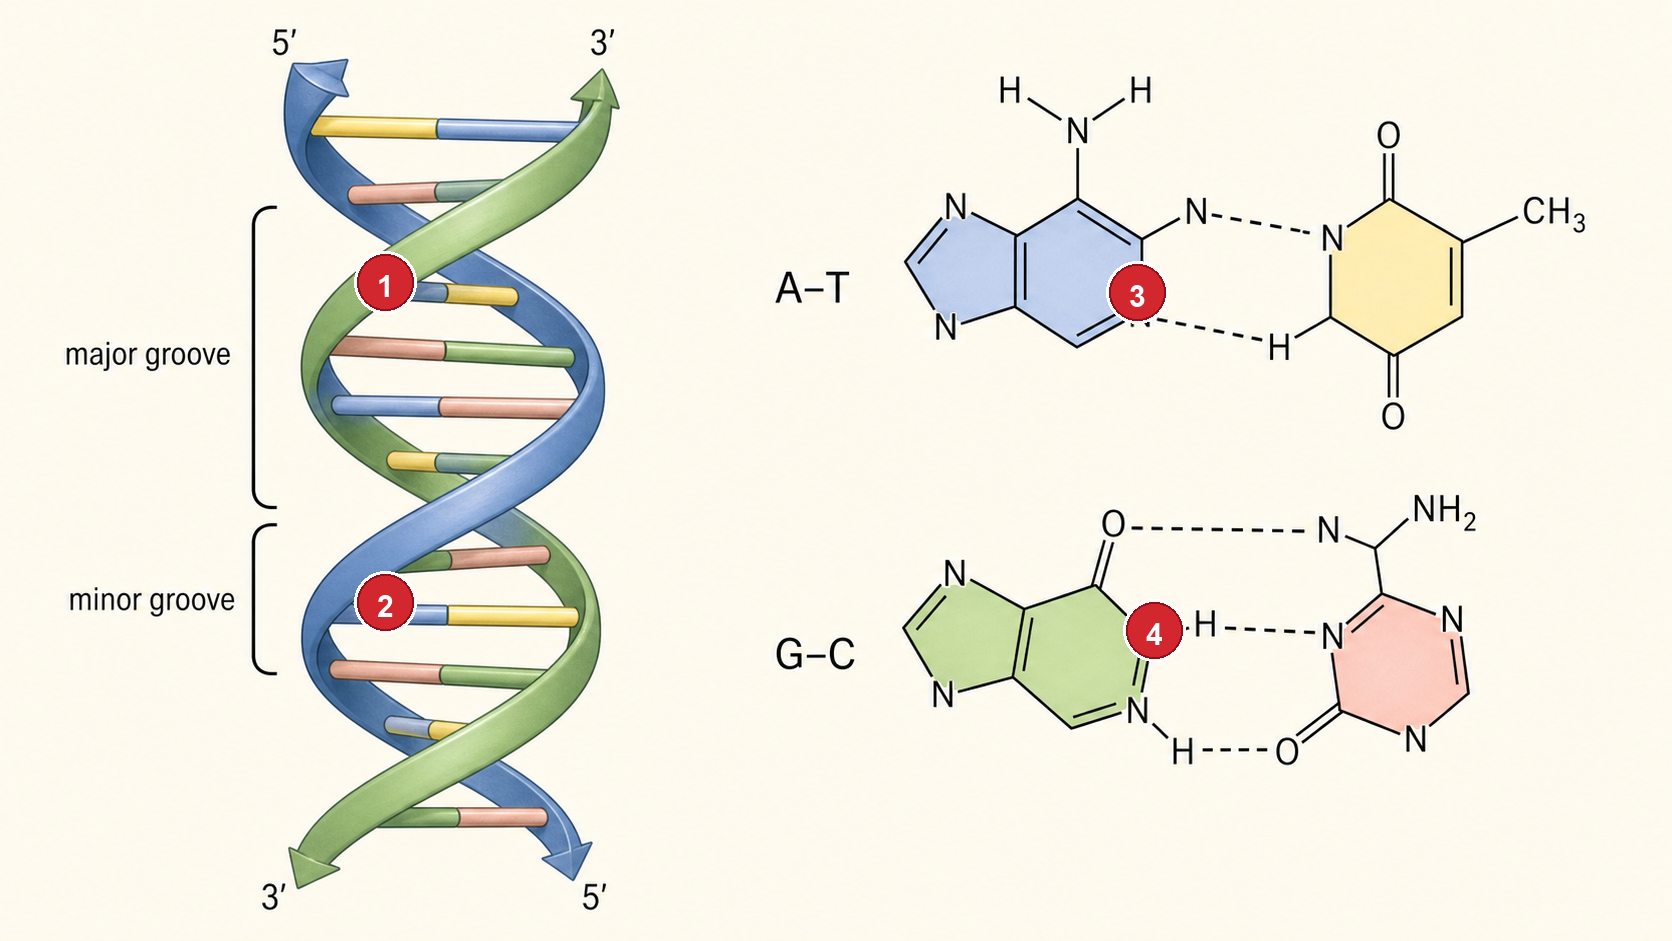 5′ 3′
1
major groove
2
minor groove
3′ 5′
H H
N
O
N N N CH₃
A–T
3
N H
O
O N NH₂
N
4 H N N
G–C
N N N
H O